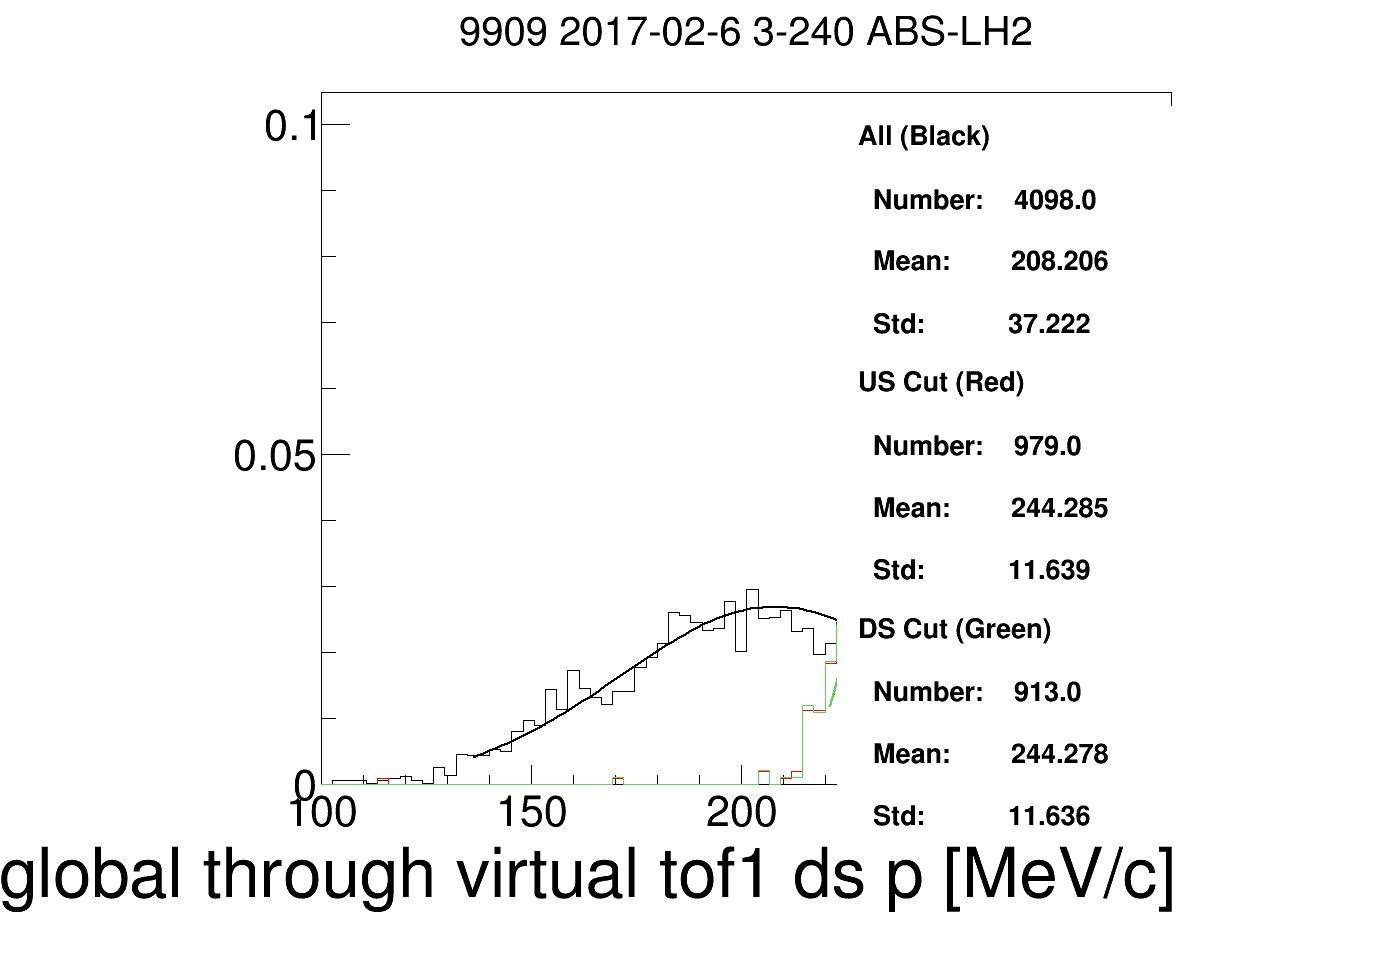 9909 2017-02-6 3-240 ABS-LH2
0.1
0.05
0
100 150 200
All (Black)
Number: 4098.0
Mean: 208.206
Std: 37.222
US Cut (Red)
Number: 979.0
Mean: 244.285
Std: 11.639
DS Cut (Green)
Number: 913.0
Mean: 244.278
Std: 11.636
global through virtual tof1 ds p [MeV/c]